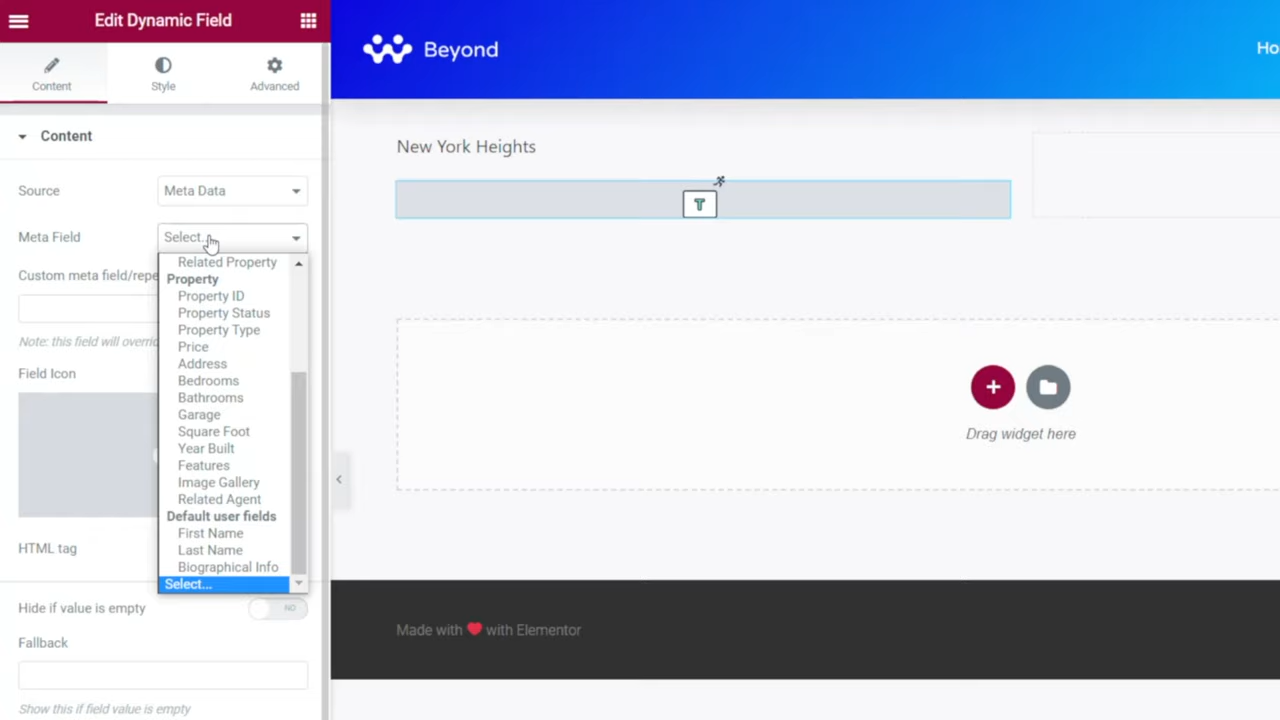 Edit Dynamic Field
Content
Style
Advanced
Content
Source
Meta Data
Meta Field
Select...
Custom meta field/repe
Note: this field will overri
Field Icon
HTML tag
Related Property
Property
Property ID
Property Status
Property Type
Price
Address
Bedrooms
Bathrooms
Garage
Square Foot
Year Built
Features
Image Gallery
Related Agent
Default user fields
First Name
Last Name
Biographical Info
Select...
Hide if value is empty
NO
Fallback
Show this if field value is empty
Beyond
Ho
New York Heights
T
Drag widget here
Made with ❤ with Elementor